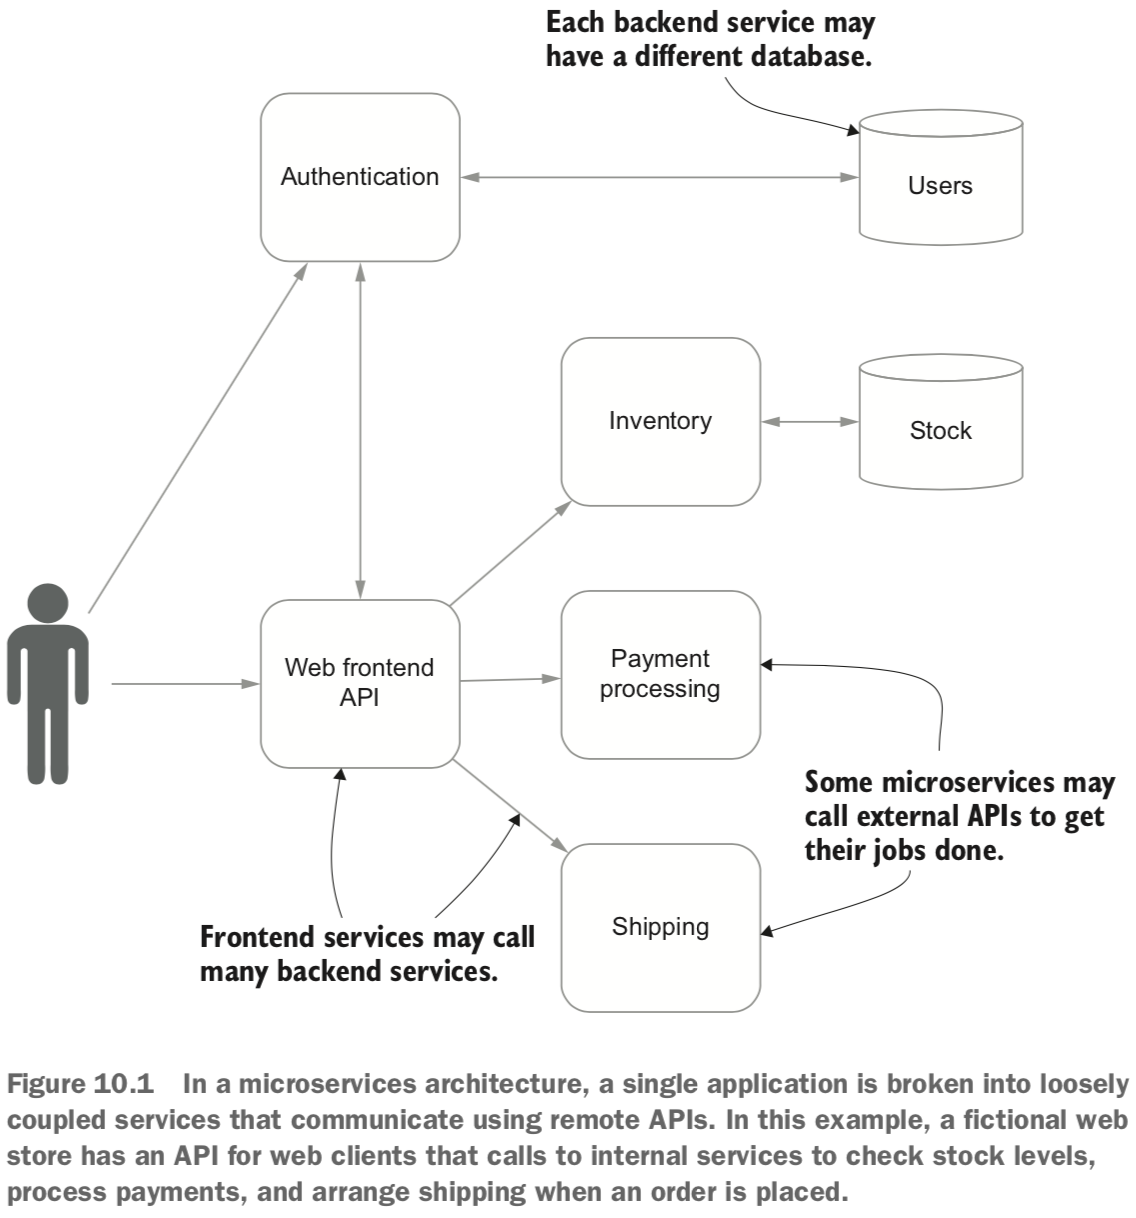 Each backend service may
have a different database.
Authentication
Users
Inventory
Stock
Web frontend
API
Payment
processing
Some microservices may
call external APIs to get
their jobs done.
Shipping
Frontend services may call
many backend services.
Figure 10.1 In a microservices architecture, a single application is broken into loosely
coupled services that communicate using remote APIs. In this example, a fictional web
store has an API for web clients that calls to internal services to check stock levels,
process payments, and arrange shipping when an order is placed.